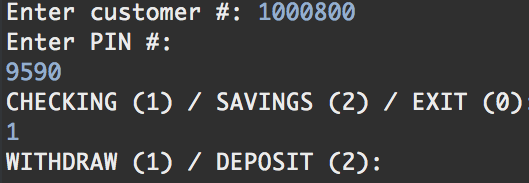 Enter customer #: 1000800
Enter PIN #:
9590
CHECKING (1) / SAVINGS (2) / EXIT (0):
1
WITHDRAW (1) / DEPOSIT (2):